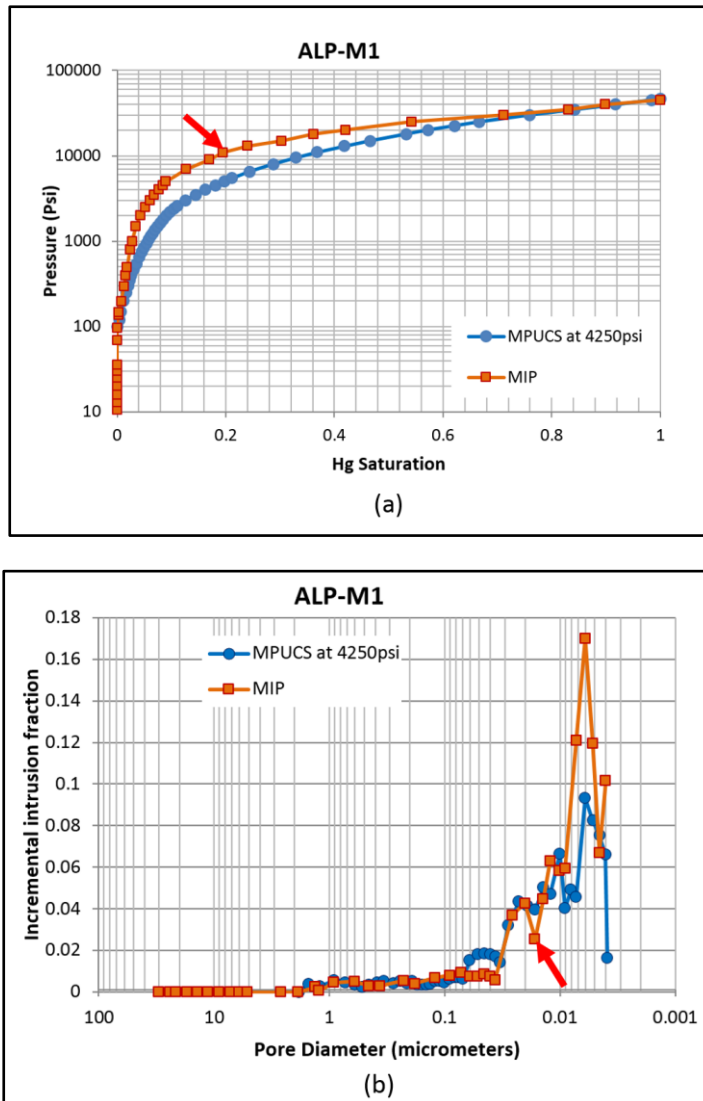 ALP-M1
100000
10000
1000
100
10
Pressure (Psi)
0 0.2 0.4 0.6 0.8 1
Hg Saturation
MPUCS at 4250psi
MIP
(a)
ALP-M1
0.18
0.16
0.14
0.12
0.1
0.08
0.06
0.04
0.02
0
Incremental intrusion fraction
MPUCS at 4250psi
MIP
100 10 1 0.1 0.01 0.001
Pore Diameter (micrometers)
(b)